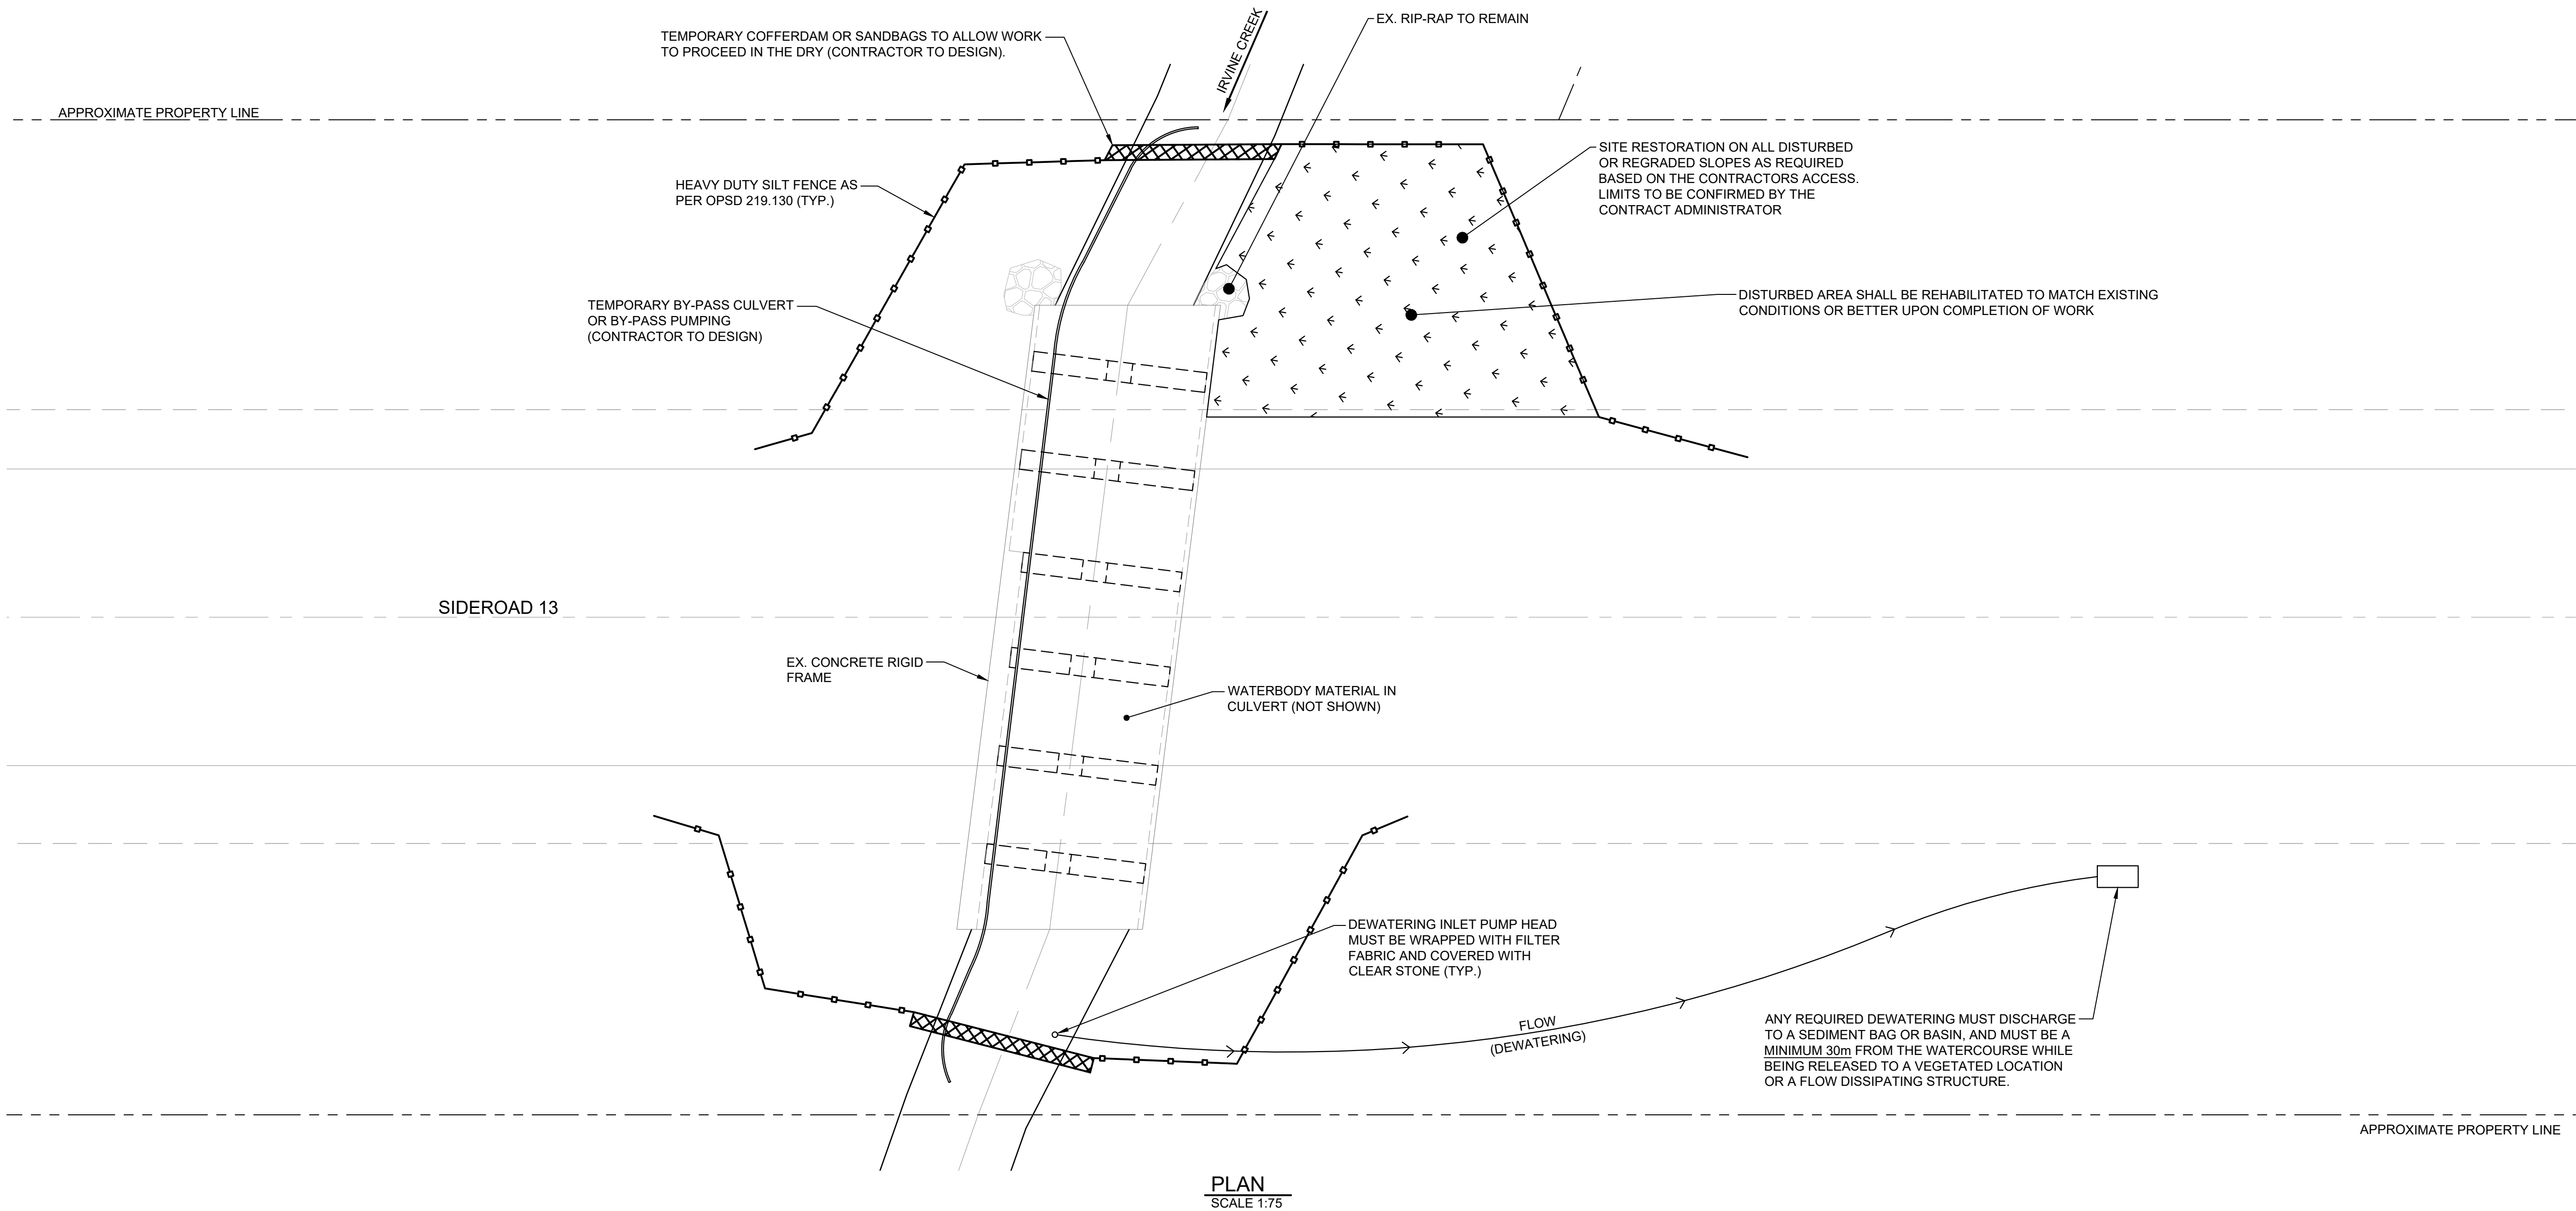 TEMPORARY COFFERDAM OR SANDBAGS TO ALLOW WORK
TO PROCEED IN THE DRY (CONTRACTOR TO DESIGN).
IRVINE CREEK
EX. RIP-RAP TO REMAIN
APPROXIMATE PROPERTY LINE
HEAVY DUTY SILT FENCE AS
PER OPSD 219.130 (TYP.)
SITE RESTORATION ON ALL DISTURBED
OR REGRADED SLOPES AS REQUIRED
BASED ON THE CONTRACTORS ACCESS.
LIMITS TO BE CONFIRMED BY THE
CONTRACT ADMINISTRATOR
TEMPORARY BY-PASS CULVERT
OR BY-PASS PUMPING
(CONTRACTOR TO DESIGN)
DISTURBED AREA SHALL BE REHABILITATED TO MATCH EXISTING
CONDITIONS OR BETTER UPON COMPLETION OF WORK
SIDEROAD 13
EX. CONCRETE RIGID
FRAME
WATERBODY MATERIAL IN
CULVERT (NOT SHOWN)
DEWATERING INLET PUMP HEAD
MUST BE WRAPPED WITH FILTER
FABRIC AND COVERED WITH
CLEAR STONE (TYP.)
FLOW
(DEWATERING)
ANY REQUIRED DEWATERING MUST DISCHARGE
TO A SEDIMENT BAG OR BASIN, AND MUST BE A
MINIMUM 30m FROM THE WATERCOURSE WHILE
BEING RELEASED TO A VEGETATED LOCATION
OR A FLOW DISSIPATING STRUCTURE.
APPROXIMATE PROPERTY LINE
PLAN
SCALE 1:75